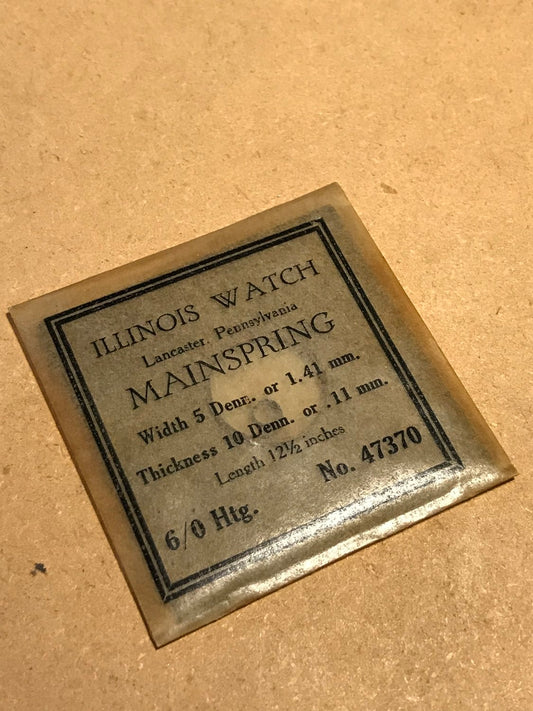 ILLINOIS WATCH
Lancaster, Pennsylvania
MAINSPRING
Width 5 Denn. or 1.41 mm.
Thickness 10 Denn. or .11 mm.
Length 12½ inches
6/0 Htg. No. 47370